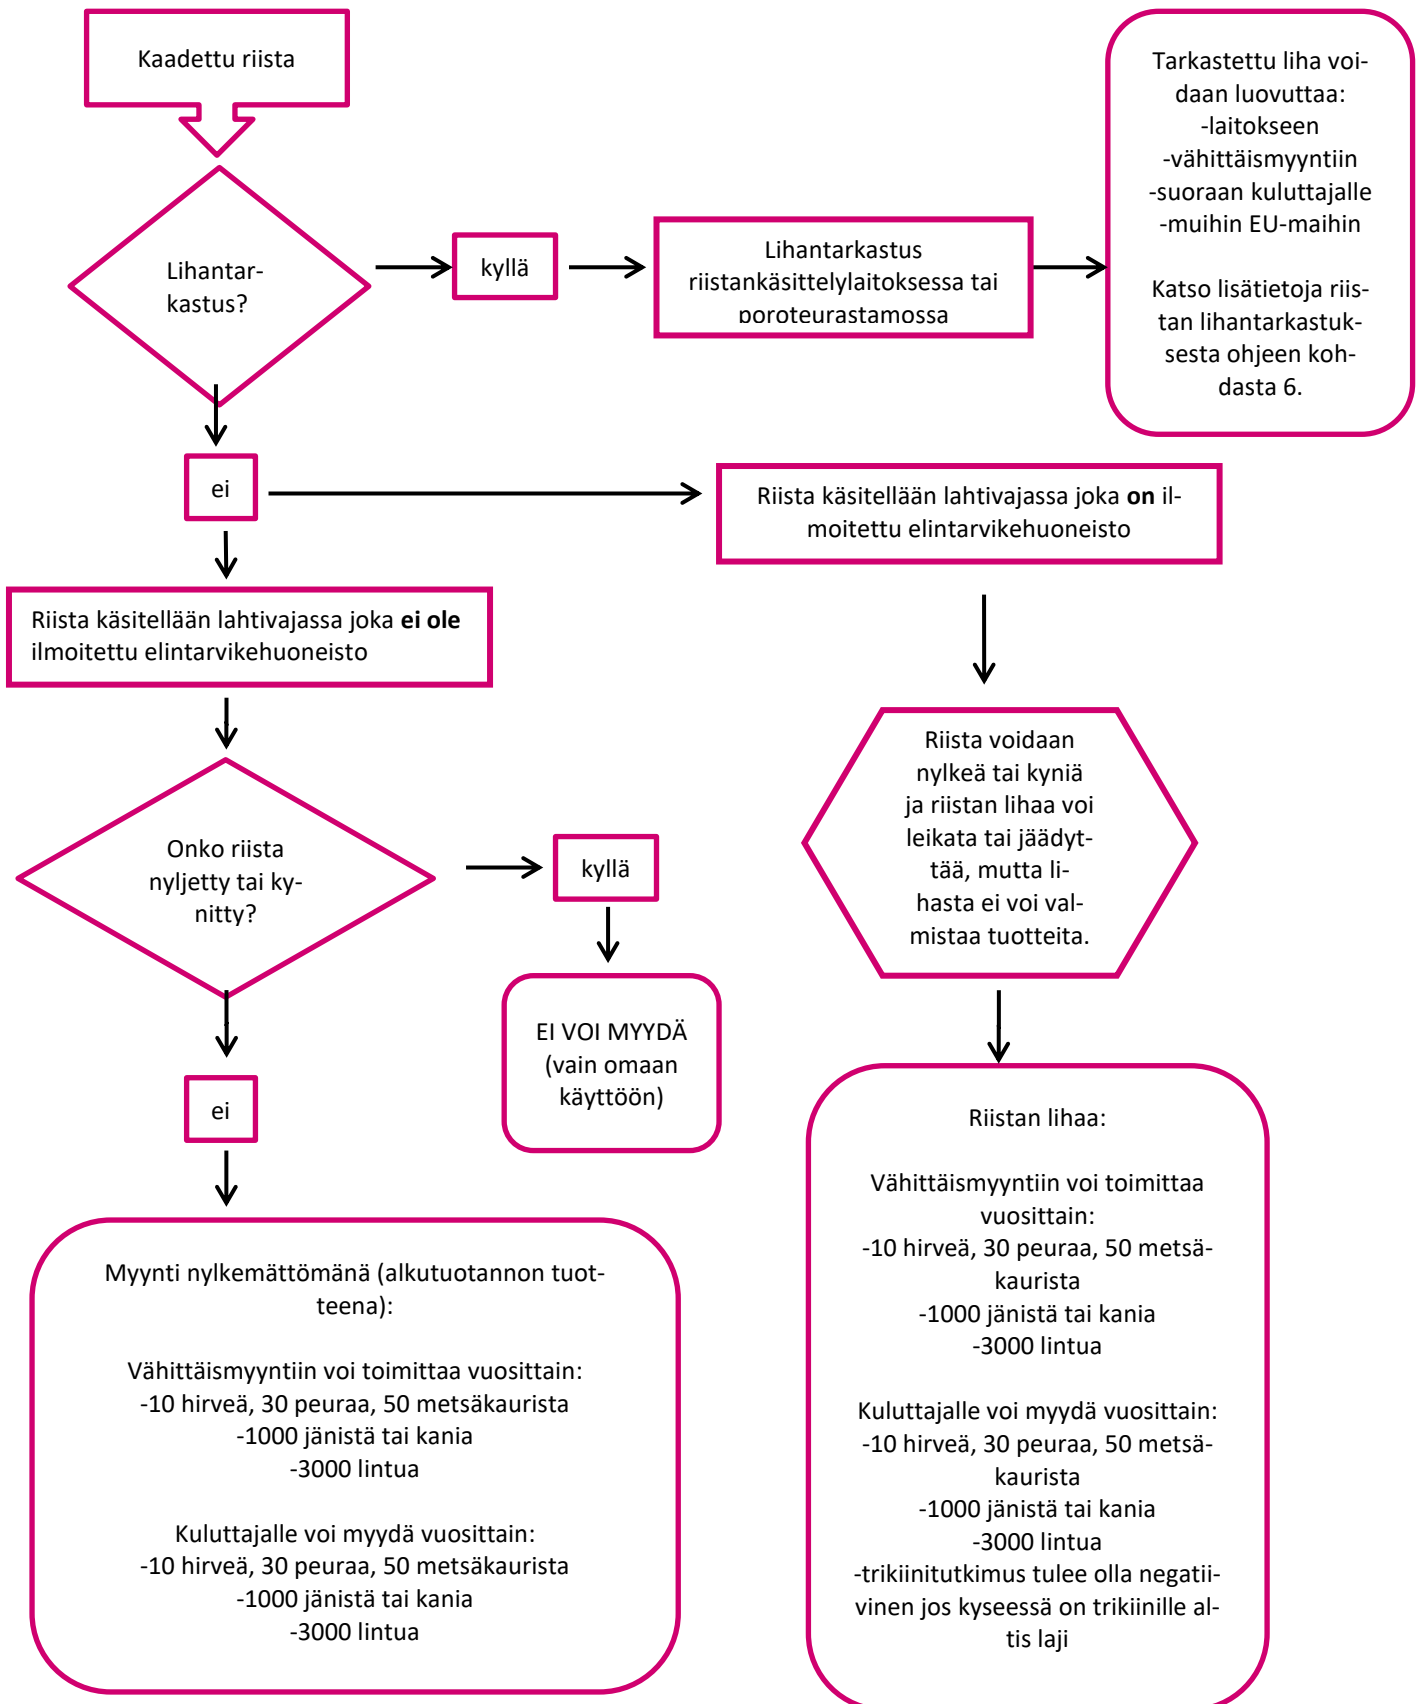 Kaadettu riista
Lihantar-
kastus?
kyllä
Lihantarkastus
riistankäsittelylaitoksessa tai
poroteurastamossa
Tarkastettu liha voi-
daan luovuttaa:
-laitokseen
-vähittäismyyntiin
-suoraan kuluttajalle
-muihin EU-maihin
Katso lisätietoja riis-
tan lihantarkastuk-
sesta ohjeen koh-
dasta 6.
ei
Riista käsitellään lahtivajassa joka on il-
moitettu elintarvikehuoneisto
Riista käsitellään lahtivajassa joka ei ole
ilmoitettu elintarvikehuoneisto
Riista voidaan
nylkeä tai kyniä
ja riistan lihaa voi
leikata tai jäädyt-
tää, mutta li-
hasta ei voi val-
mistaa tuotteita.
Onko riista
nyljetty tai ky-
nitty?
kyllä
EI VOI MYYDÄ
(vain omaan
käyttöön)
ei
Myynti nylkemättömänä (alkutuotannon tuot-
teena):
Vähittäismyyntiin voi toimittaa vuosittain:
-10 hirveä, 30 peuraa, 50 metsäkaurista
-1000 jänistä tai kania
-3000 lintua
Kuluttajalle voi myydä vuosittain:
-10 hirveä, 30 peuraa, 50 metsäkaurista
-1000 jänistä tai kania
-3000 lintua
Riistan lihaa:
Vähittäismyyntiin voi toimittaa
vuosittain:
-10 hirveä, 30 peuraa, 50 metsä-
kaurista
-1000 jänistä tai kania
-3000 lintua
Kuluttajalle voi myydä vuosittain:
-10 hirveä, 30 peuraa, 50 metsä-
kaurista
-1000 jänistä tai kania
-3000 lintua
-trikiinitutkimus tulee olla negatii-
vinen jos kyseessä on trikiinille al-
tis laji